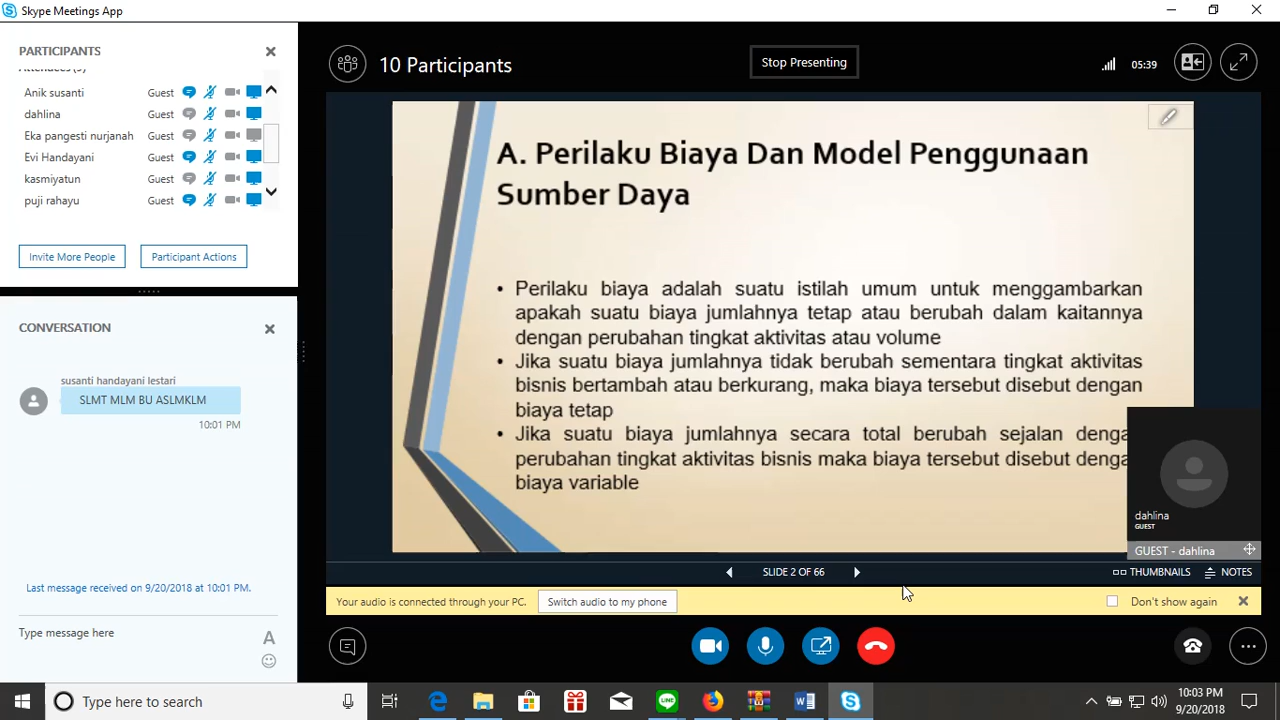 Skype Meetings App
PARTICIPANTS
Anik susanti Guest
dahlina Guest
Eka pangesti nurjanah Guest
Evi Handayani Guest
kasmiyatun Guest
puji rahayu Guest
Invite More People
Participant Actions
CONVERSATION
susanti handayani lestari
SLMT MLM BU ASLMKLM
10:01 PM
Last message received on 9/20/2018 at 10:01 PM.
Type message here
A
10 Participants
Stop Presenting
05:39
A. Perilaku Biaya Dan Model Penggunaan
Sumber Daya
• Perilaku biaya adalah suatu istilah umum untuk menggambarkan
apakah suatu biaya jumlahnya tetap atau berubah dalam kaitannya
dengan perubahan tingkat aktivitas atau volume
• Jika suatu biaya jumlahnya tidak berubah sementara tingkat aktivitas
bisnis bertambah atau berkurang, maka biaya tersebut disebut dengan
biaya tetap
• Jika suatu biaya jumlahnya secara total berubah sejalan denga
perubahan tingkat aktivitas bisnis maka biaya tersebut disebut denga
biaya variable
dahlina
GUEST
GUEST - dahlina
SLIDE 2 OF 66
THUMBNAILS
NOTES
Your audio is connected through your PC.
Switch audio to my phone
Don't show again
Type here to search
LINE
10:03 PM
9/20/2018